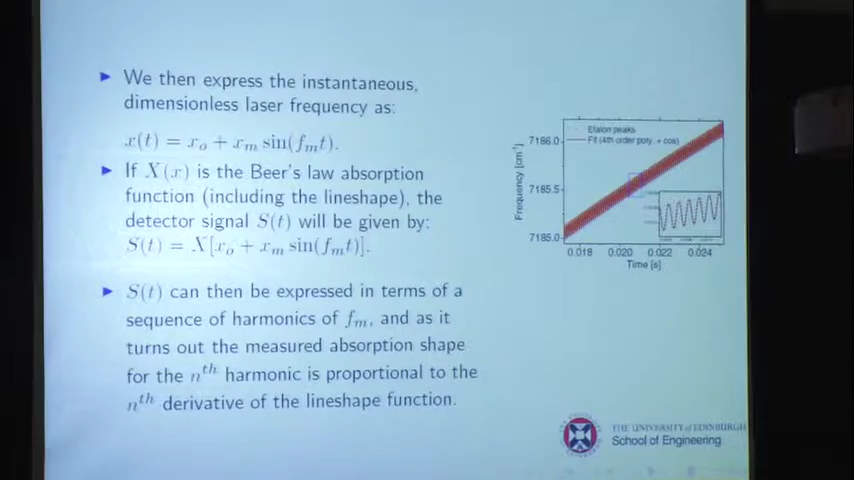 ► We then express the instantaneous,
dimensionless laser frequency as:
x(t) = x_o + x_m sin(f_m t).
► If X(x) is the Beer's law absorption
function (including the lineshape), the
detector signal S(t) will be given by:
S(t) = X[x_o + x_m sin(f_m t)].
► S(t) can then be expressed in terms of a
sequence of harmonics of f_m, and as it
turns out the measured absorption shape
for the n^th harmonic is proportional to the
n^th derivative of the lineshape function.
Etalon peaks
Fit (4th order poly. + cos)
Frequency [cm⁻¹]
7186.0
7185.5
7185.0
0.018 0.020 0.022 0.024
Time [s]
THE UNIVERSITY of EDINBURGH
School of Engineering